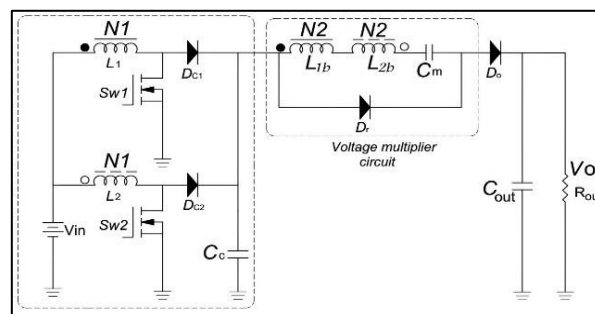 N1
L1
DC1
Sw1
N1
L2
DC2
Sw2
Vin
Cc
N2
N2
L1b
L2b
Cm
Dr
Voltage multiplier
circuit
Do
Cout
Vo
Rou